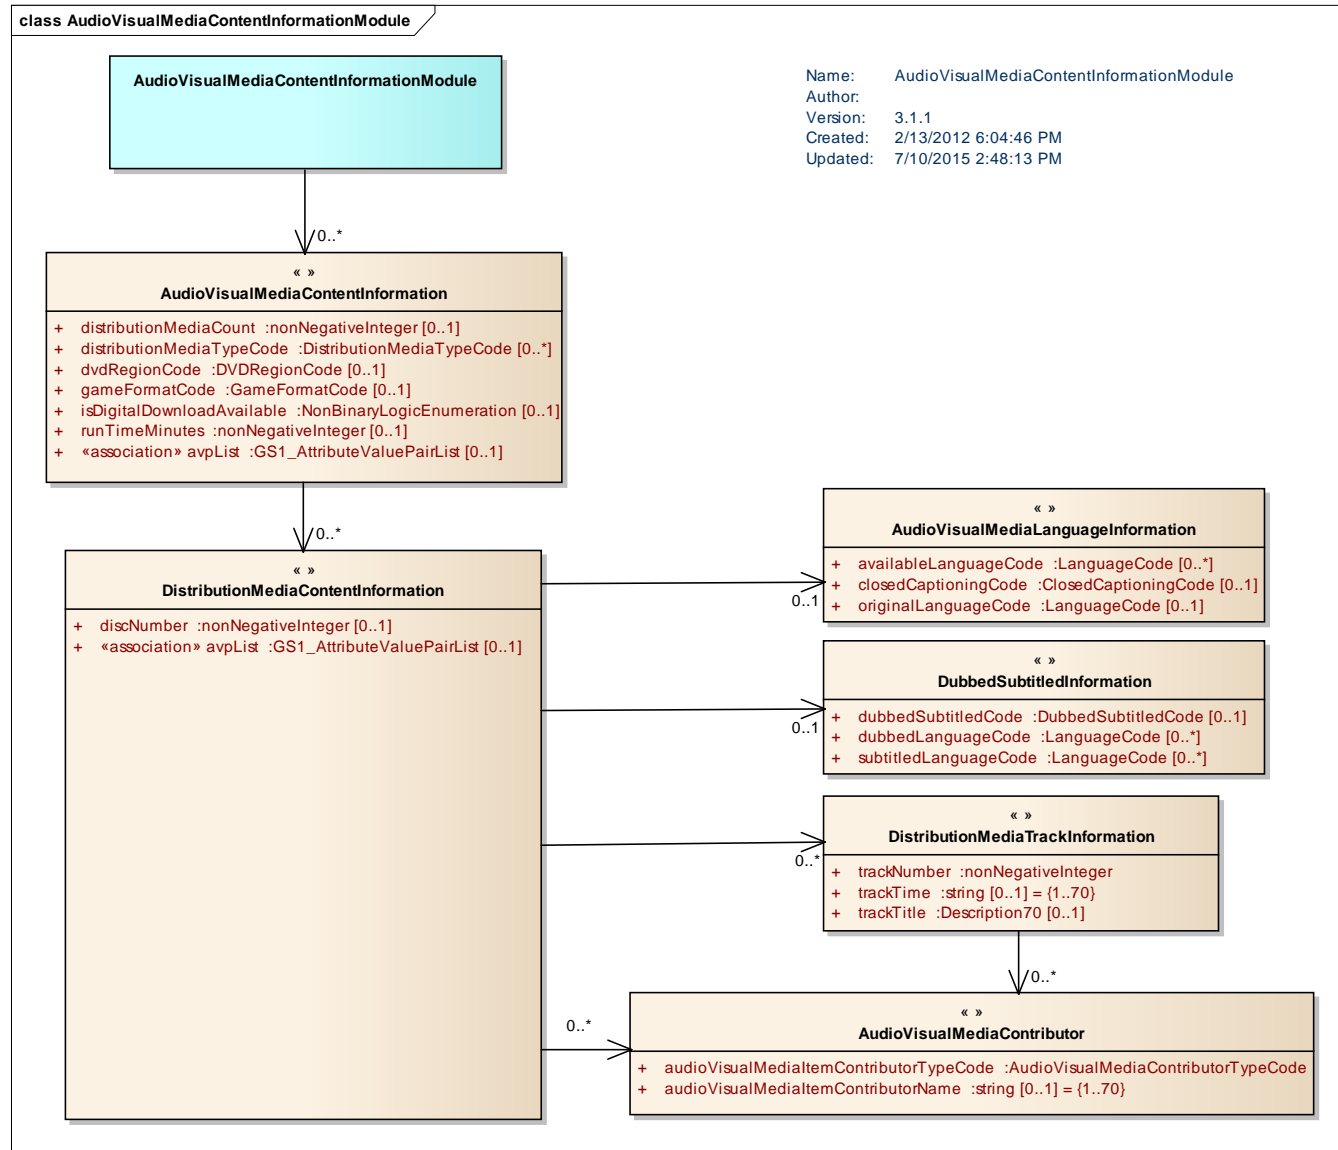 class AudioVisualMediaContentInformationModule
AudioVisualMediaContentInformationModule
Name: AudioVisualMediaContentInformationModule
Author:
Version: 3.1.1
Created: 2/13/2012 6:04:46 PM
Updated: 7/10/2015 2:48:13 PM
0..*
« »
AudioVisualMediaContentInformation
+ distributionMediaCount :nonNegativeInteger [0..1]
+ distributionMediaTypeCode :DistributionMediaTypeCode [0..*]
+ dvdRegionCode :DVDRegionCode [0..1]
+ gameFormatCode :GameFormatCode [0..1]
+ isDigitalDownloadAvailable :NonBinaryLogicEnumeration [0..1]
+ runTimeMinutes :nonNegativeInteger [0..1]
+ «association» avpList :GS1_AttributeValuePairList [0..1]
0..*
« »
DistributionMediaContentInformation
+ discNumber :nonNegativeInteger [0..1]
+ «association» avpList :GS1_AttributeValuePairList [0..1]
« »
AudioVisualMediaLanguageInformation
+ availableLanguageCode :LanguageCode [0..*]
+ closedCaptioningCode :ClosedCaptioningCode [0..1]
+ originalLanguageCode :LanguageCode [0..1]
0..1
« »
DubbedSubtitledInformation
+ dubbedSubtitledCode :DubbedSubtitledCode [0..1]
+ dubbedLanguageCode :LanguageCode [0..*]
+ subtitledLanguageCode :LanguageCode [0..*]
0..1
« »
DistributionMediaTrackInformation
+ trackNumber :nonNegativeInteger
+ trackTime :string [0..1] = {1..70}
+ trackTitle :Description70 [0..1]
0..*
0..*
0..*
« »
AudioVisualMediaContributor
+ audioVisualMediaItemContributorTypeCode :AudioVisualMediaContributorTypeCode
+ audioVisualMediaItemContributorName :string [0..1] = {1..70}